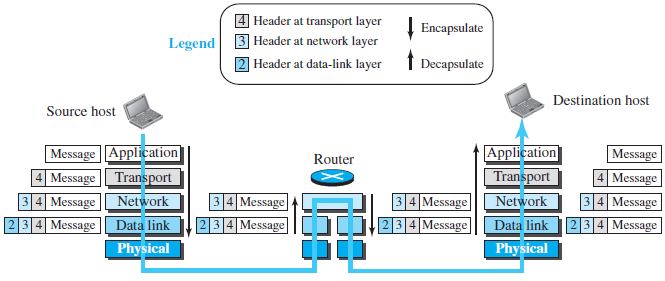 Legend
4 Header at transport layer
3 Header at network layer
2 Header at data-link layer
Encapsulate
Decapsulate
Source host
Destination host
Router
Message Application
4 Message Transport
3 4 Message Network
2 3 4 Message Data link
Physical
3 4 Message
2 3 4 Message
3 4 Message
2 3 4 Message
Application Message
Transport 4 Message
Network 3 4 Message
Data link 2 3 4 Message
Physical